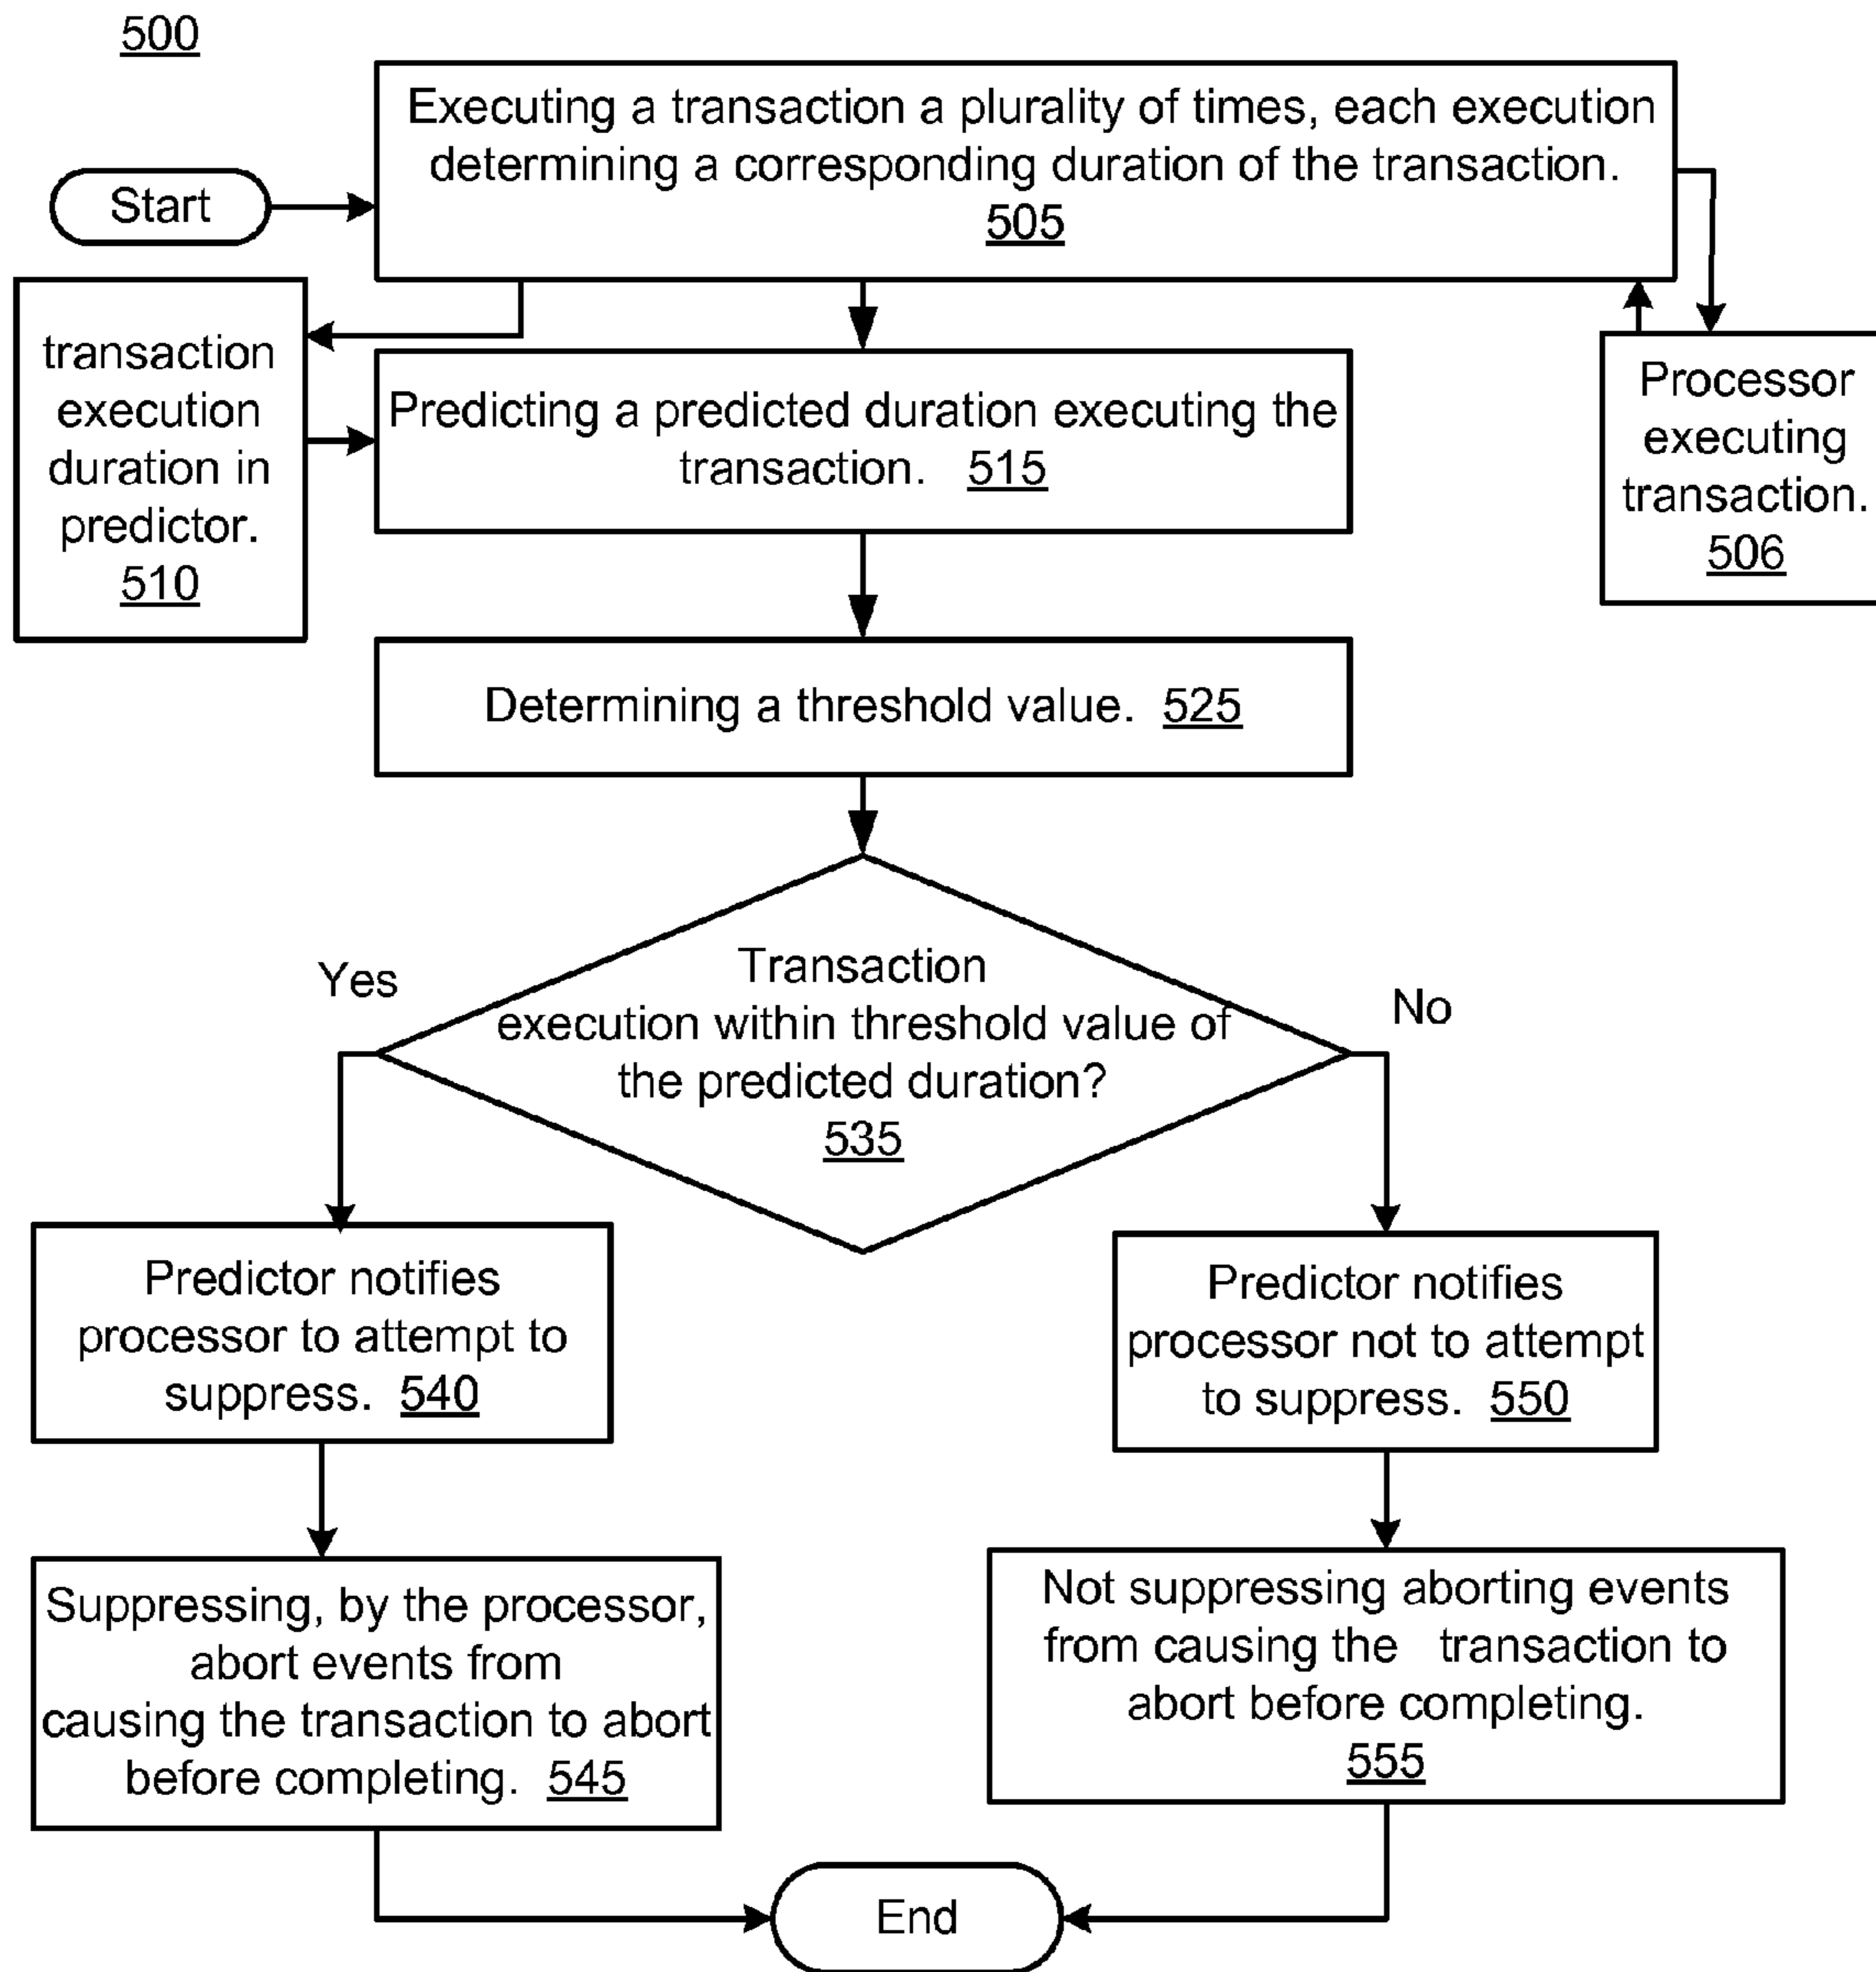 500
Executing a transaction a plurality of times, each execution
determining a corresponding duration of the transaction.
505
Start
transaction
execution
duration in
predictor.
510
Predicting a predicted duration executing the
transaction. 515
Processor
executing
transaction.
506
Determining a threshold value. 525
Transaction
execution within threshold value of
the predicted duration?
535
Yes
No
Predictor notifies
processor to attempt to
suppress. 540
Predictor notifies
processor not to attempt
to suppress. 550
Suppressing, by the processor,
abort events from
causing the transaction to abort
before completing. 545
Not suppressing aborting events
from causing the transaction to
abort before completing.
555
End